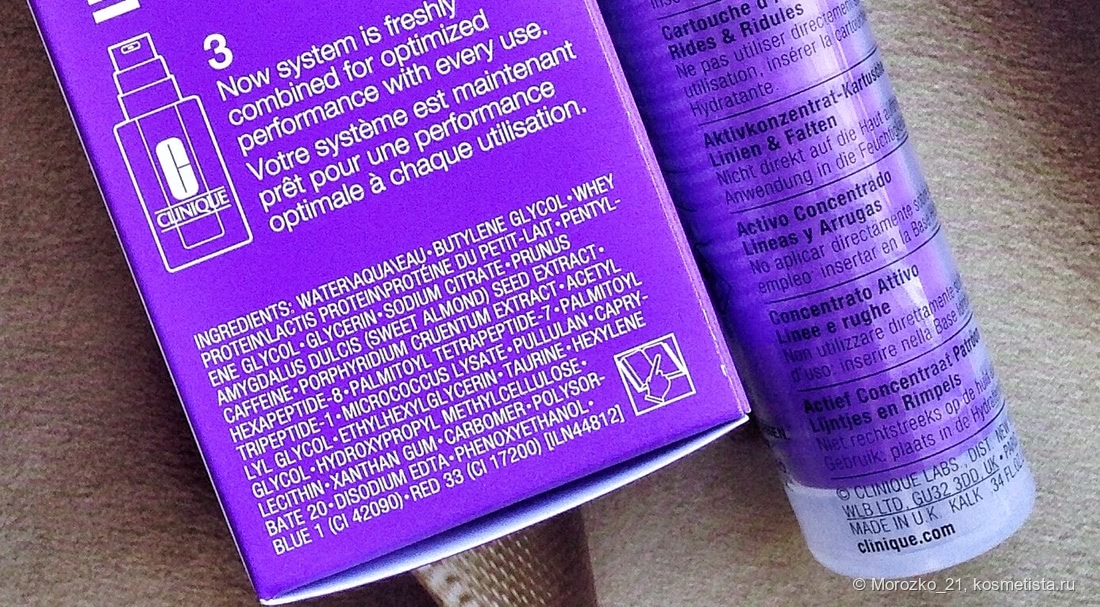 3
Now system is freshly
combined for optimized
performance with every use.
Votre système est maintenant
prêt pour une performance
optimale à chaque utilisation.
CLINIQUE
INGREDIENTS: WATER\AQUA\EAU • BUTYLENE GLYCOL • WHEY
PROTEIN\LACTIS PROTEIN\PROTÉINE DU PETIT-LAIT • PENTYL-
ENE GLYCOL • GLYCERIN • SODIUM CITRATE • PRUNUS
AMYGDALUS DULCIS (SWEET ALMOND) SEED EXTRACT •
CAFFEINE • PORPHYRIDIUM CRUENTUM EXTRACT • ACETYL
HEXAPEPTIDE-8 • PALMITOYL TETRAPEPTIDE-7 • PALMITOYL
TRIPEPTIDE-1 • MICROCOCCUS LYSATE • PULLULAN • CAPRY-
LYL GLYCOL • ETHYLHEXYLGLYCERIN • TAURINE • HEXYLENE
GLYCOL • HYDROXYPROPYL METHYLCELLULOSE •
LECITHIN • XANTHAN GUM • CARBOMER • POLYSOR-
BATE 20 • DISODIUM EDTA • PHENOXYETHANOL •
BLUE 1 (CI 42090) • RED 33 (CI 17200) [ILN44812]
Cartouche d'
Rides & Ridules
Ne pas utiliser directement
utilisation, insérer la cartouche
Hydratante.
Aktivkonzentrat-Kartusche
Linien & Falten
Nicht direkt auf die Haut
Anwendung in die
Activo Concentrado
Líneas y Arrugas
No aplicar directamente
empleo: insertar en la Base
Concentrato Attivo
Linee e rughe
Non utilizzare direttamente
d'uso: inserire nella Base
Actief Concentraat
Lijntjes en Rimpels
Niet rechtstreeks op de
Gebruik: plaats in de
© CLINIQUE LABS., DIST. NEW
WLB LTD, GU32 3DD, UK •
MADE IN U.K. KALK .34 FL.
clinique.com
© Morozko_21, kosmetista.ru